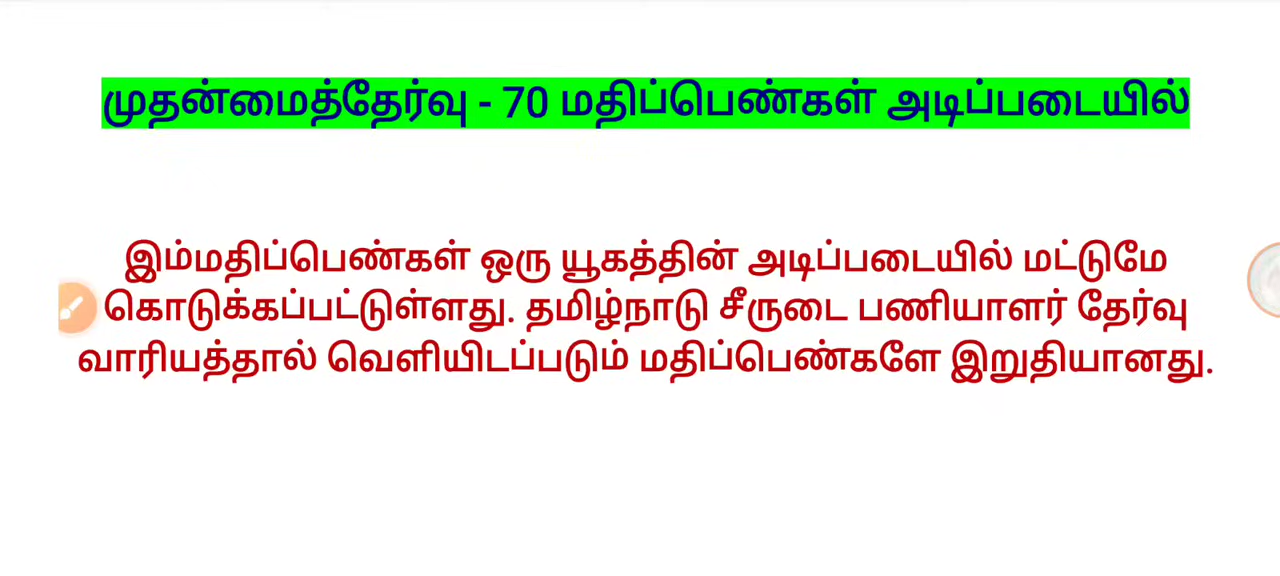 முதன்மைத்தேர்வு - 70 மதிப்பெண்கள் அடிப்படையில்
இம்மதிப்பெண்கள் ஒரு யூகத்தின் அடிப்படையில் மட்டுமே
கொடுக்கப்பட்டுள்ளது. தமிழ்நாடு சீருடை பணியாளர் தேர்வு
வாரியத்தால் வெளியிடப்படும் மதிப்பெண்களே இறுதியானது.